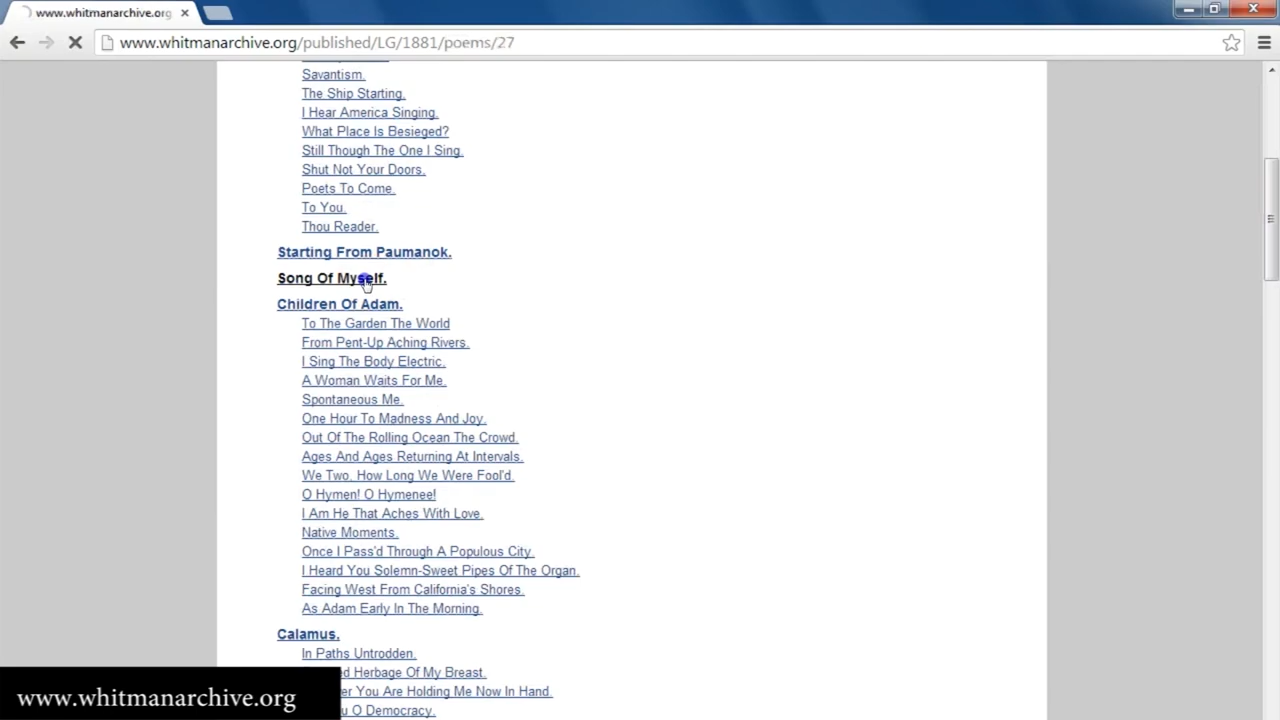 www.whitmanarchive.org
www.whitmanarchive.org/published/LG/1881/poems/27
Savantism.
The Ship Starting.
I Hear America Singing.
What Place Is Besieged?
Still Though The One I Sing.
Shut Not Your Doors.
Poets To Come.
To You.
Thou Reader.
Starting From Paumanok.
Song Of Myself.
Children Of Adam.
To The Garden The World
From Pent-Up Aching Rivers.
I Sing The Body Electric.
A Woman Waits For Me.
Spontaneous Me.
One Hour To Madness And Joy.
Out Of The Rolling Ocean The Crowd.
Ages And Ages Returning At Intervals.
We Two, How Long We Were Fool'd.
O Hymen! O Hymenee!
I Am He That Aches With Love.
Native Moments.
Once I Pass'd Through A Populous City.
I Heard You Solemn-Sweet Pipes Of The Organ.
Facing West From California's Shores.
As Adam Early In The Morning.
Calamus.
In Paths Untrodden.
Herbage Of My Breast.
You Are Holding Me Now In Hand.
O Democracy.
www.whitmanarchive.org